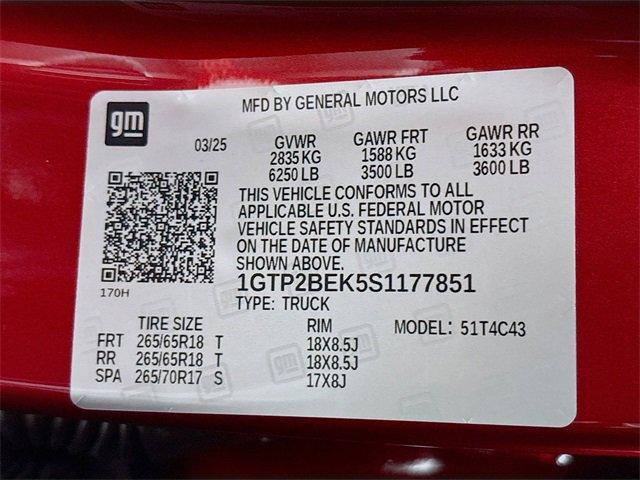 gm
MFD BY GENERAL MOTORS LLC
03/25
GVWR GAWR FRT GAWR RR
2835 KG 1588 KG 1633 KG
6250 LB 3500 LB 3600 LB
THIS VEHICLE CONFORMS TO ALL
APPLICABLE U.S. FEDERAL MOTOR
VEHICLE SAFETY STANDARDS IN EFFECT
ON THE DATE OF MANUFACTURE
SHOWN ABOVE.
170H
1GTP2BEK5S1177851
TYPE: TRUCK
TIRE SIZE RIM MODEL: 51T4C43
FRT 265/65R18 T 18X8.5J
RR 265/65R18 T 18X8.5J
SPA 265/70R17 S 17X8J